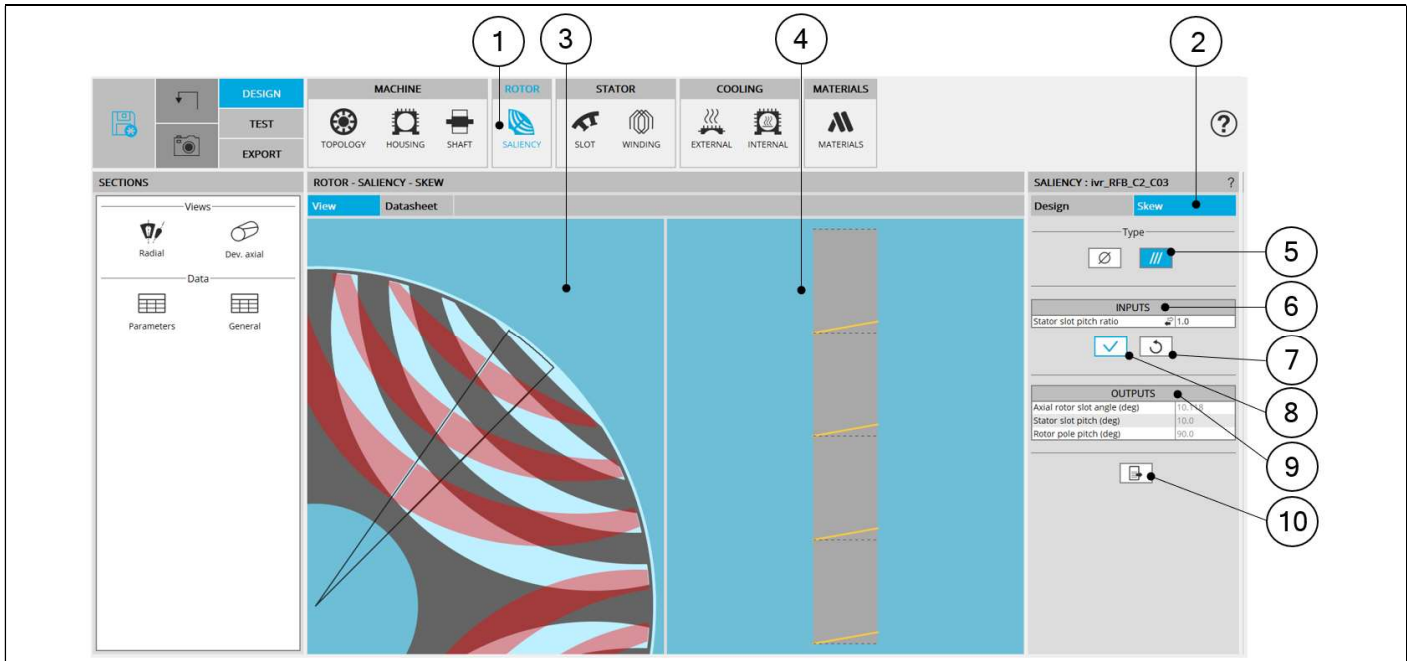 1
3
4
2
DESIGN
TEST
EXPORT
MACHINE
TOPOLOGY
HOUSING
SHAFT
ROTOR
SALIENCY
STATOR
SLOT
WINDING
COOLING
EXTERNAL
INTERNAL
MATERIALS
MATERIALS
?
SECTIONS
Views
Radial
Dev. axial
Data
Parameters
General
ROTOR - SALIENCY - SKEW
View
Datasheet
SALIENCY : ivr_RFB_C2_C03 ?
Design
Skew
Type
5
INPUTS
6
Stator slot pitch ratio 1.0
7
8
OUTPUTS
Axial rotor slot angle (deg) 10.118
Stator slot pitch (deg) 10.0
Rotor pole pitch (deg) 90.0
9
10